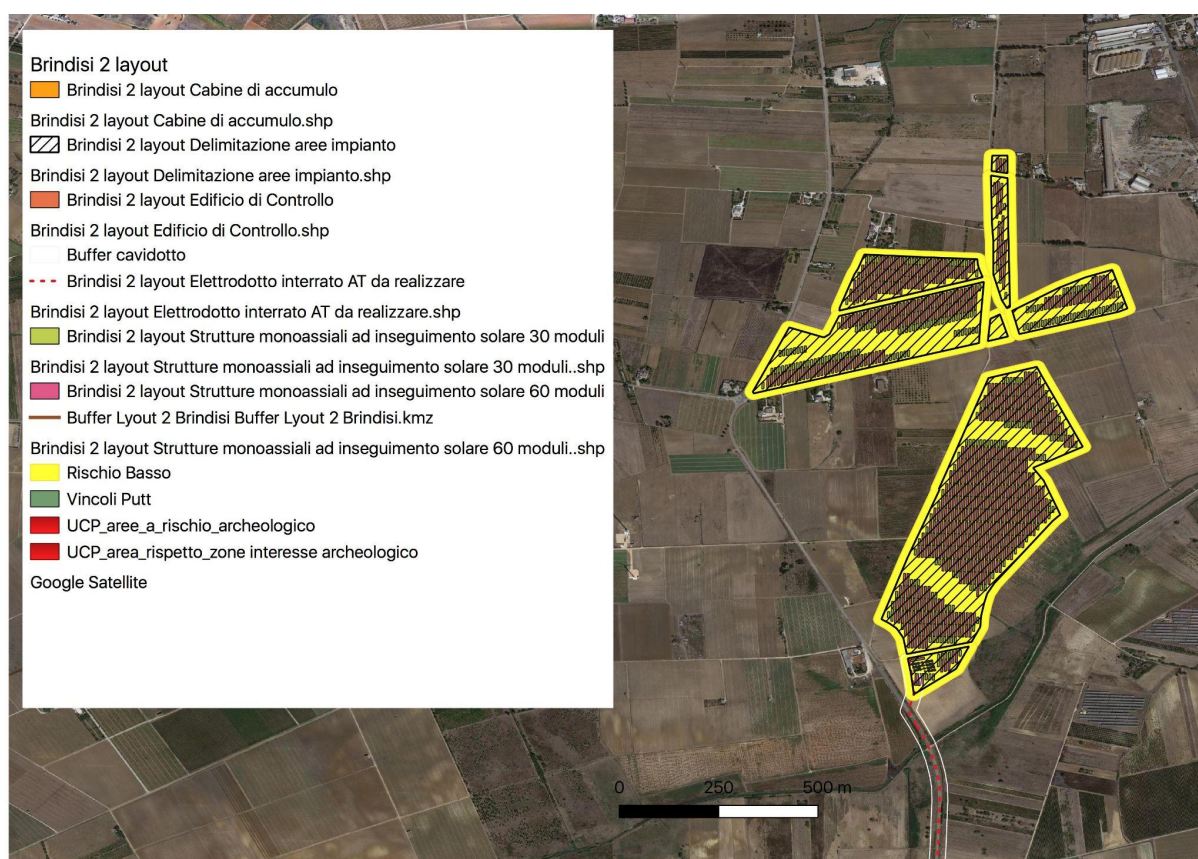 Brindisi 2 layout
Brindisi 2 layout Cabine di accumulo
Brindisi 2 layout Cabine di accumulo.shp
Brindisi 2 layout Delimitazione aree impianto
Brindisi 2 layout Delimitazione aree impianto.shp
Brindisi 2 layout Edificio di Controllo
Brindisi 2 layout Edificio di Controllo.shp
Buffer cavidotto
Brindisi 2 layout Elettrodotto interrato AT da realizzare
Brindisi 2 layout Elettrodotto interrato AT da realizzare.shp
Brindisi 2 layout Strutture monoassiali ad inseguimento solare 30 moduli
Brindisi 2 layout Strutture monoassiali ad inseguimento solare 30 moduli..shp
Brindisi 2 layout Strutture monoassiali ad inseguimento solare 60 moduli
Buffer Lyout 2 Brindisi Buffer Lyout 2 Brindisi.kmz
Brindisi 2 layout Strutture monoassiali ad inseguimento solare 60 moduli..shp
Rischio Basso
Vincoli Putt
UCP_aree_a_rischio_archeologico
UCP_area_rispetto_zone interesse archeologico
Google Satellite
0 250 500 m